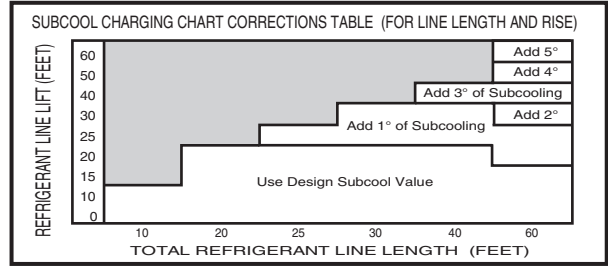 SUBCOOL CHARGING CHART CORRECTIONS TABLE (FOR LINE LENGTH AND RISE)
REFRIGERANT LINE LIFT (FEET)
60 Add 5°
50 Add 4°
40 Add 3° of Subcooling
30 Add 2°
25 Add 1° of Subcooling
20
15
10 Use Design Subcool Value
0
10 20 25 30 40 60
TOTAL REFRIGERANT LINE LENGTH (FEET)